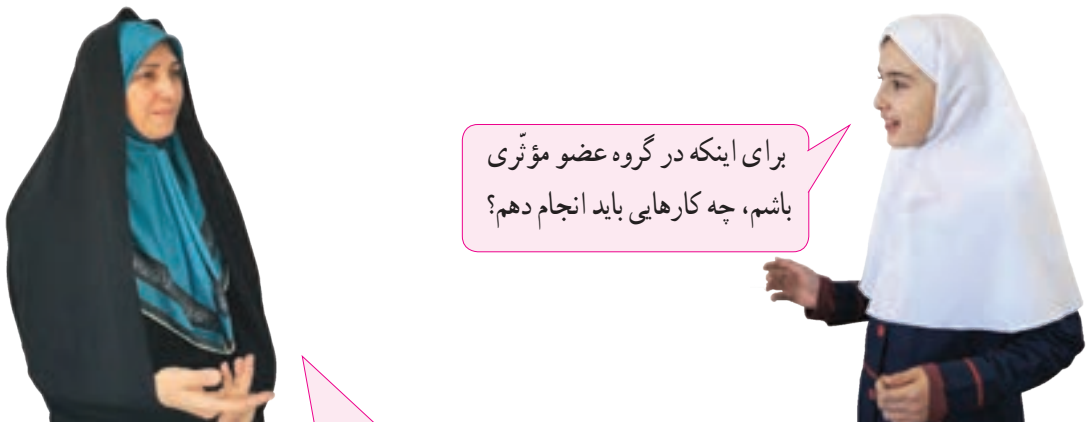 برای اینکه در گروه عضو مؤثّری
باشم، چه کارهایی باید انجام دهم؟